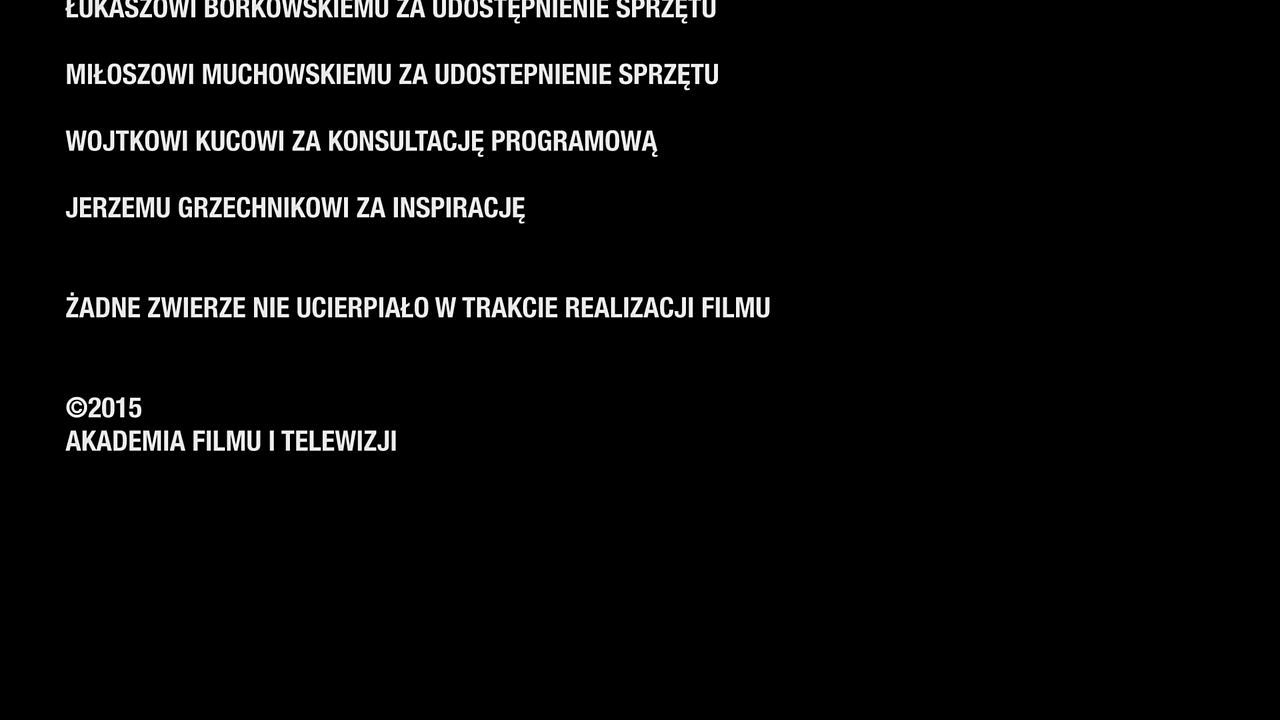 ŁUKASZOWI BORKOWSKIEMU ZA UDOSTĘPNIENIE SPRZĘTU
MIŁOSZOWI MUCHOWSKIEMU ZA UDOSTEPNIENIE SPRZĘTU
WOJTKOWI KUCOWI ZA KONSULTACJĘ PROGRAMOWĄ
JERZEMU GRZECHNIKOWI ZA INSPIRACJĘ
ŻADNE ZWIERZE NIE UCIERPIAŁO W TRAKCIE REALIZACJI FILMU
©2015
AKADEMIA FILMU I TELEWIZJI